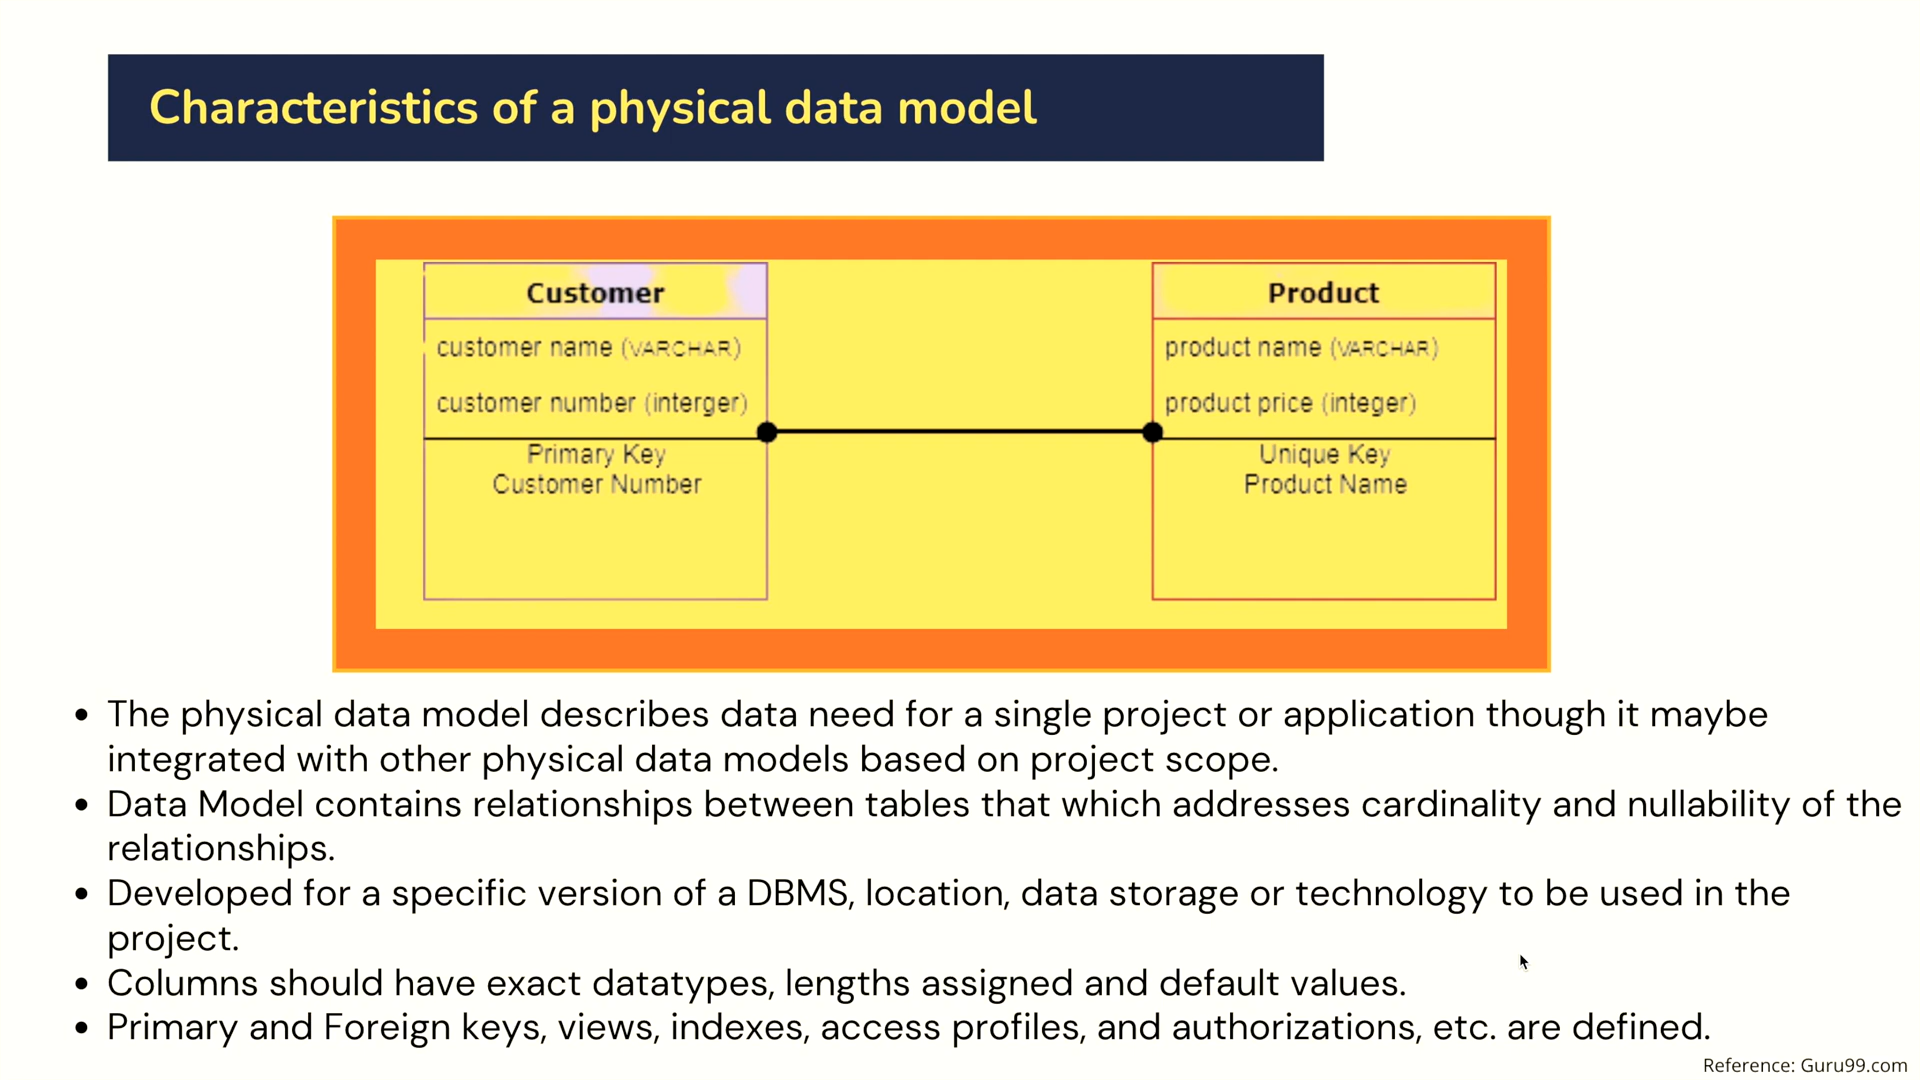 Characteristics of a physical data model
Customer
customer name (VARCHAR)
customer number (interger)
Primary Key
Customer Number
Product
product name (VARCHAR)
product price (integer)
Unique Key
Product Name
• The physical data model describes data need for a single project or application though it maybe
integrated with other physical data models based on project scope.
• Data Model contains relationships between tables that which addresses cardinality and nullability of the
relationships.
• Developed for a specific version of a DBMS, location, data storage or technology to be used in the
project.
• Columns should have exact datatypes, lengths assigned and default values.
• Primary and Foreign keys, views, indexes, access profiles, and authorizations, etc. are defined.
Reference: Guru99.com